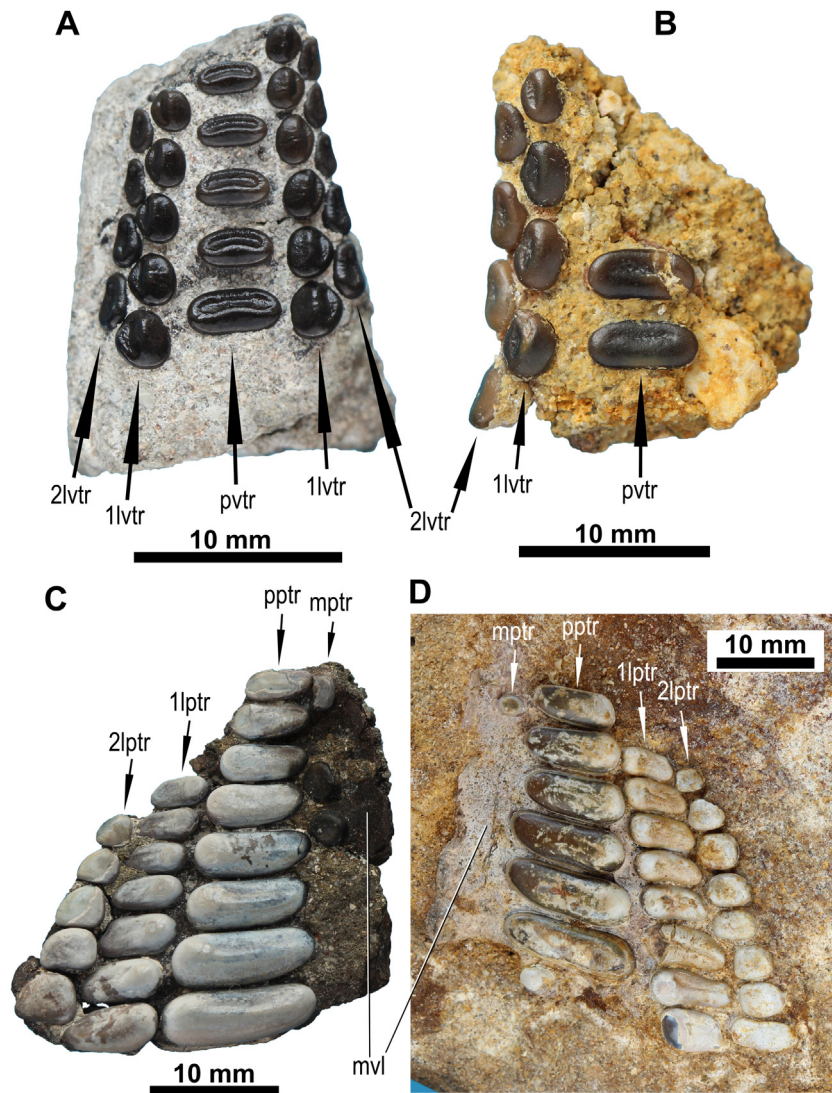 A
B
2lvtr
1lvtr
pvtr
1lvtr
2lvtr
1lvtr
pvtr
10 mm
10 mm
C
D
pptr
mptr
1lptr
2lptr
mptr
pptr
1lptr
2lptr
10 mm
mvl
10 mm